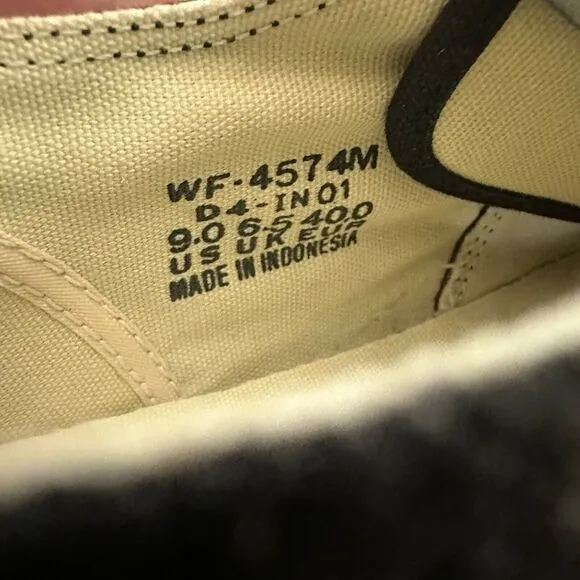 WF-4574M
D4-IN01
9.0 6.5 40.0
US UK EUR
MADE IN INDONESIA